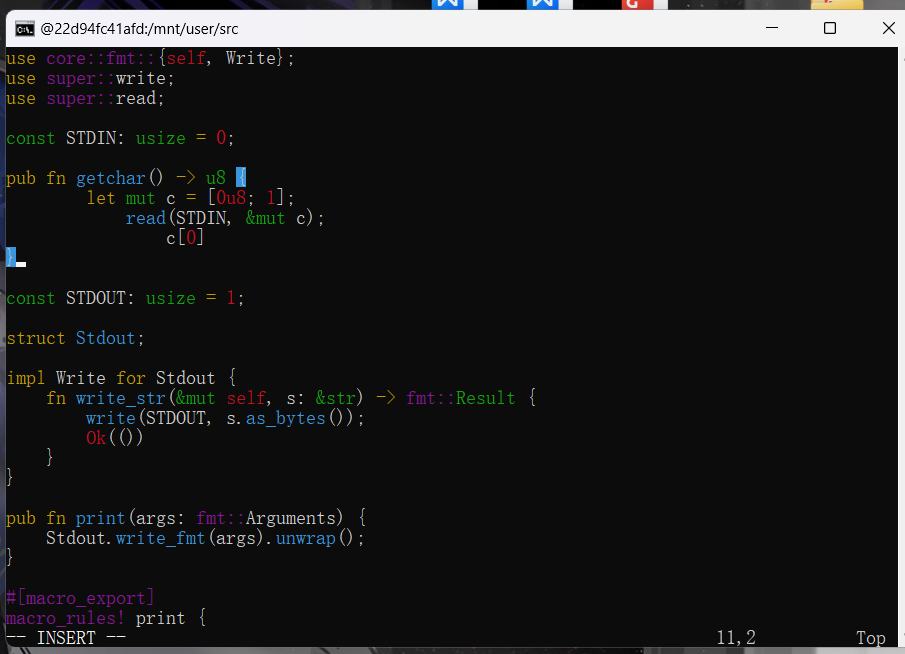 @22d94fc41afd:/mnt/user/src
use core::fmt::{self, Write};
use super::write;
use super::read;

const STDIN: usize = 0;

pub fn getchar() -> u8 {
        let mut c = [0u8; 1];
            read(STDIN, &mut c);
                c[0]
}

const STDOUT: usize = 1;

struct Stdout;

impl Write for Stdout {
    fn write_str(&mut self, s: &str) -> fmt::Result {
        write(STDOUT, s.as_bytes());
        Ok(())
    }
}

pub fn print(args: fmt::Arguments) {
    Stdout.write_fmt(args).unwrap();
}

#[macro_export]
macro_rules! print {
-- INSERT -- 11,2 Top